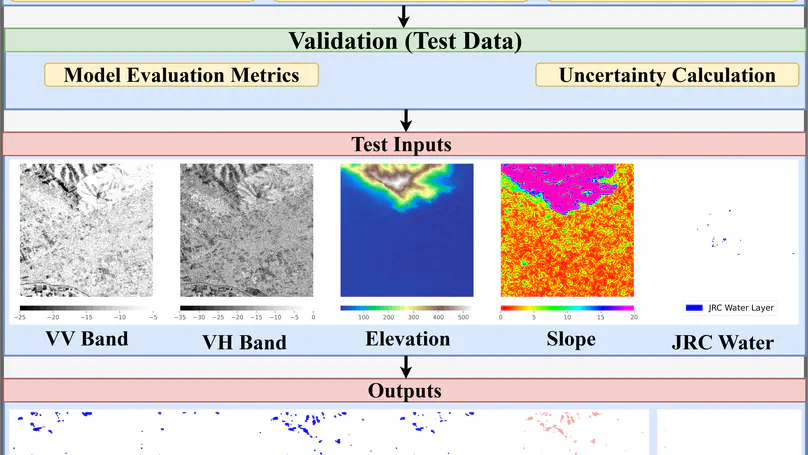 Validation (Test Data)
Model Evaluation Metrics
Uncertainty Calculation
Test Inputs
JRC Water Layer
−25 −20 −15 −10 −5
−35 −30 −25 −20 −15 −10 −5 0
100 200 300 400 500
0 5 10 15 20
VV Band
VH Band
Elevation
Slope
JRC Water
Outputs